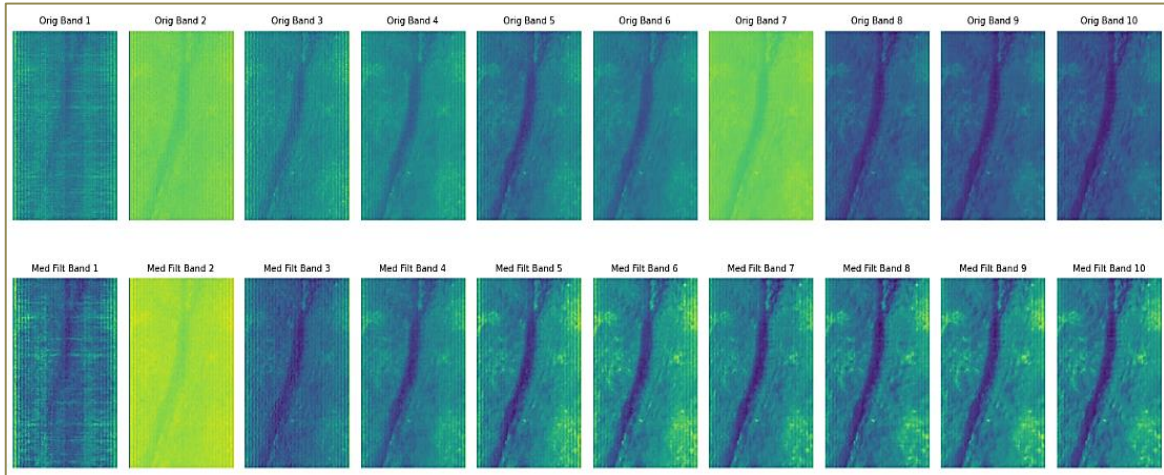 Orig Band 1 Orig Band 2 Orig Band 3 Orig Band 4 Orig Band 5 Orig Band 6 Orig Band 7 Orig Band 8 Orig Band 9 Orig Band 10
Med Filt Band 1 Med Filt Band 2 Med Filt Band 3 Med Filt Band 4 Med Filt Band 5 Med Filt Band 6 Med Filt Band 7 Med Filt Band 8 Med Filt Band 9 Med Filt Band 10